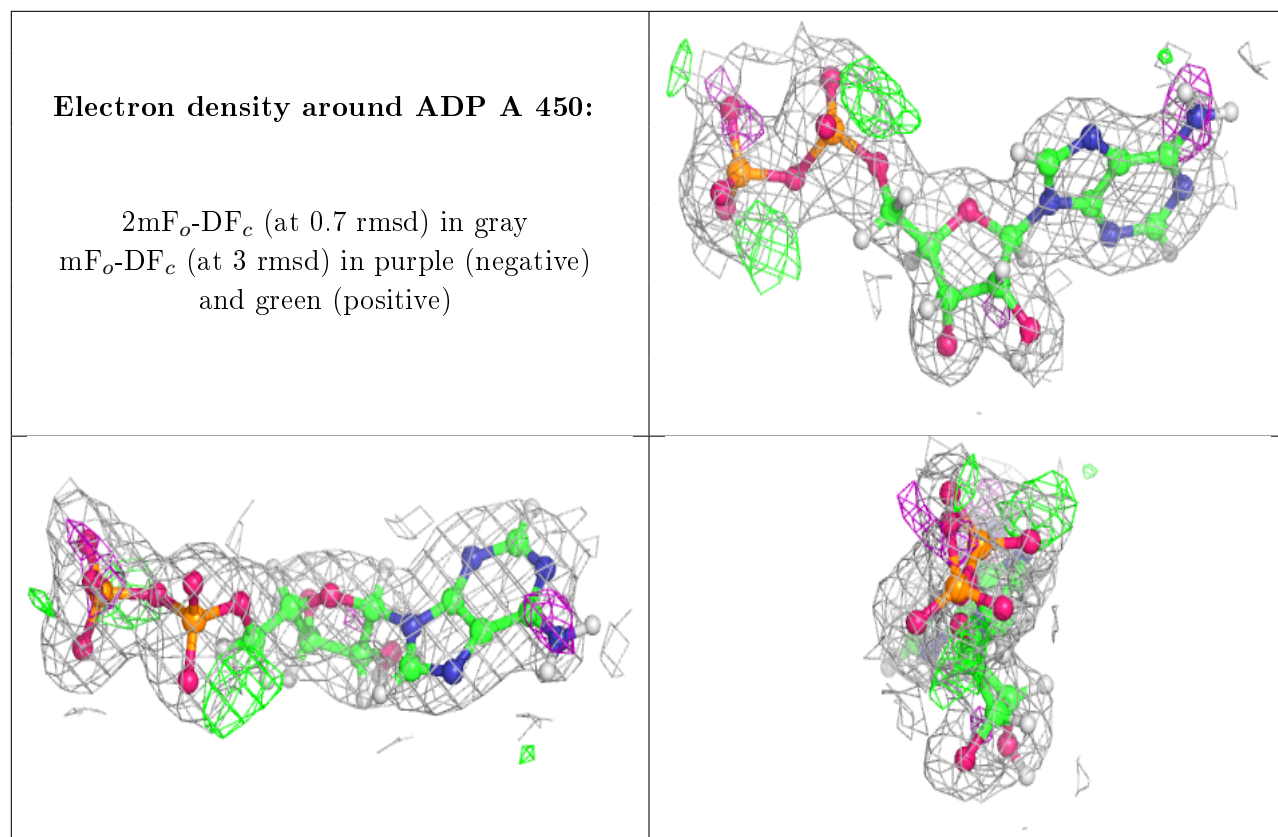 Electron density around ADP A 450:
2mFₒ-DF𝒸 (at 0.7 rmsd) in gray
mFₒ-DF𝒸 (at 3 rmsd) in purple (negative)
and green (positive)